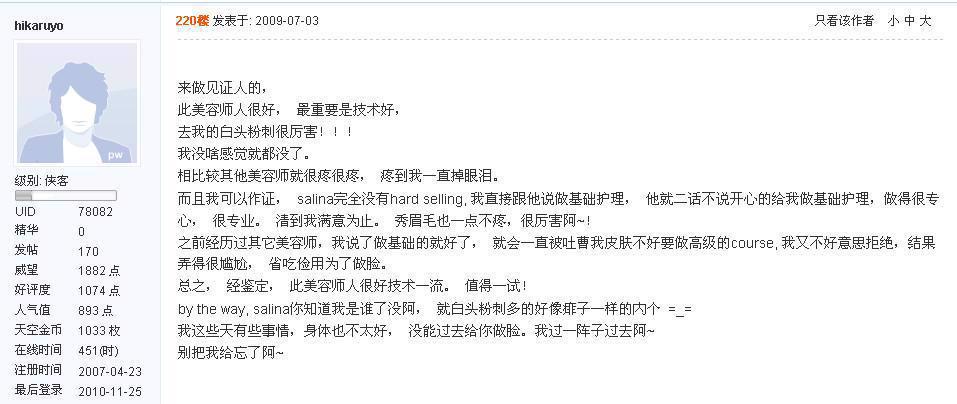 hikaruyo
220楼 发表于: 2009-07-03
只看该作者 小 中 大
pw
级别: 侠客
UID 78082
精华 0
发帖 170
威望 1882 点
好评度 1074 点
人气值 893 点
天空金币 1033 枚
在线时间 451(时)
注册时间 2007-04-23
最后登录 2010-11-25
来做见证人的，
此美容师人很好， 最重要是技术好，
去我的白头粉刺很厉害！！！
我没啥感觉就都没了。
相比较其他美容师就很疼很疼， 疼到我一直掉眼泪。
而且我可以作证， salina完全没有hard selling,我直接跟他说做基础护理， 他就二话不说开心的给我做基础护理，做得很专
心， 很专业。 清到我满意为止。 秀眉毛也一点不疼，很厉害阿~!
之前经历过其它美容师，我说了做基础的就好了， 就会一直被吐曹我皮肤不好要做高级的course,我又不好意思拒绝，结果
弄得很尴尬， 省吃俭用为了做脸。
总之， 经鉴定， 此美容师人很好技术一流。 值得一试！
by the way, salina你知道我是谁了没阿， 就白头粉刺多的好像痱子一样的内个 =_=
我这些天有些事情，身体也不太好， 没能过去给你做脸。我过一阵子过去阿~
别把我给忘了阿~